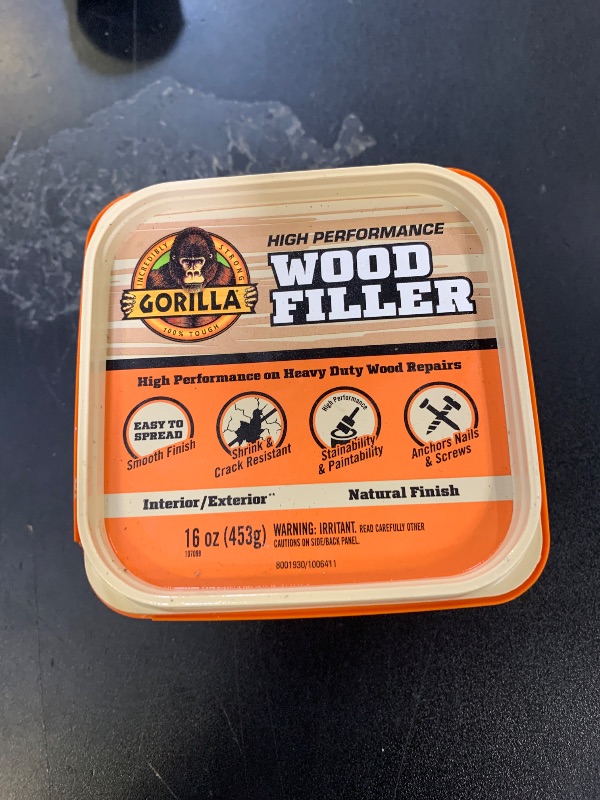 INCREDIBLY STRONG
GORILLA
100% TOUGH
HIGH PERFORMANCE
WOOD
FILLER
High Performance on Heavy Duty Wood Repairs
EASY TO
SPREAD
Smooth Finish
Shrink &
Crack Resistant
High Performance
Stainability
& Paintability
Anchors Nails
& Screws
Interior/Exterior**
Natural Finish
16 oz (453g)
107099
WARNING: IRRITANT. READ CAREFULLY OTHER
CAUTIONS ON SIDE/BACK PANEL.
8001930/1006411